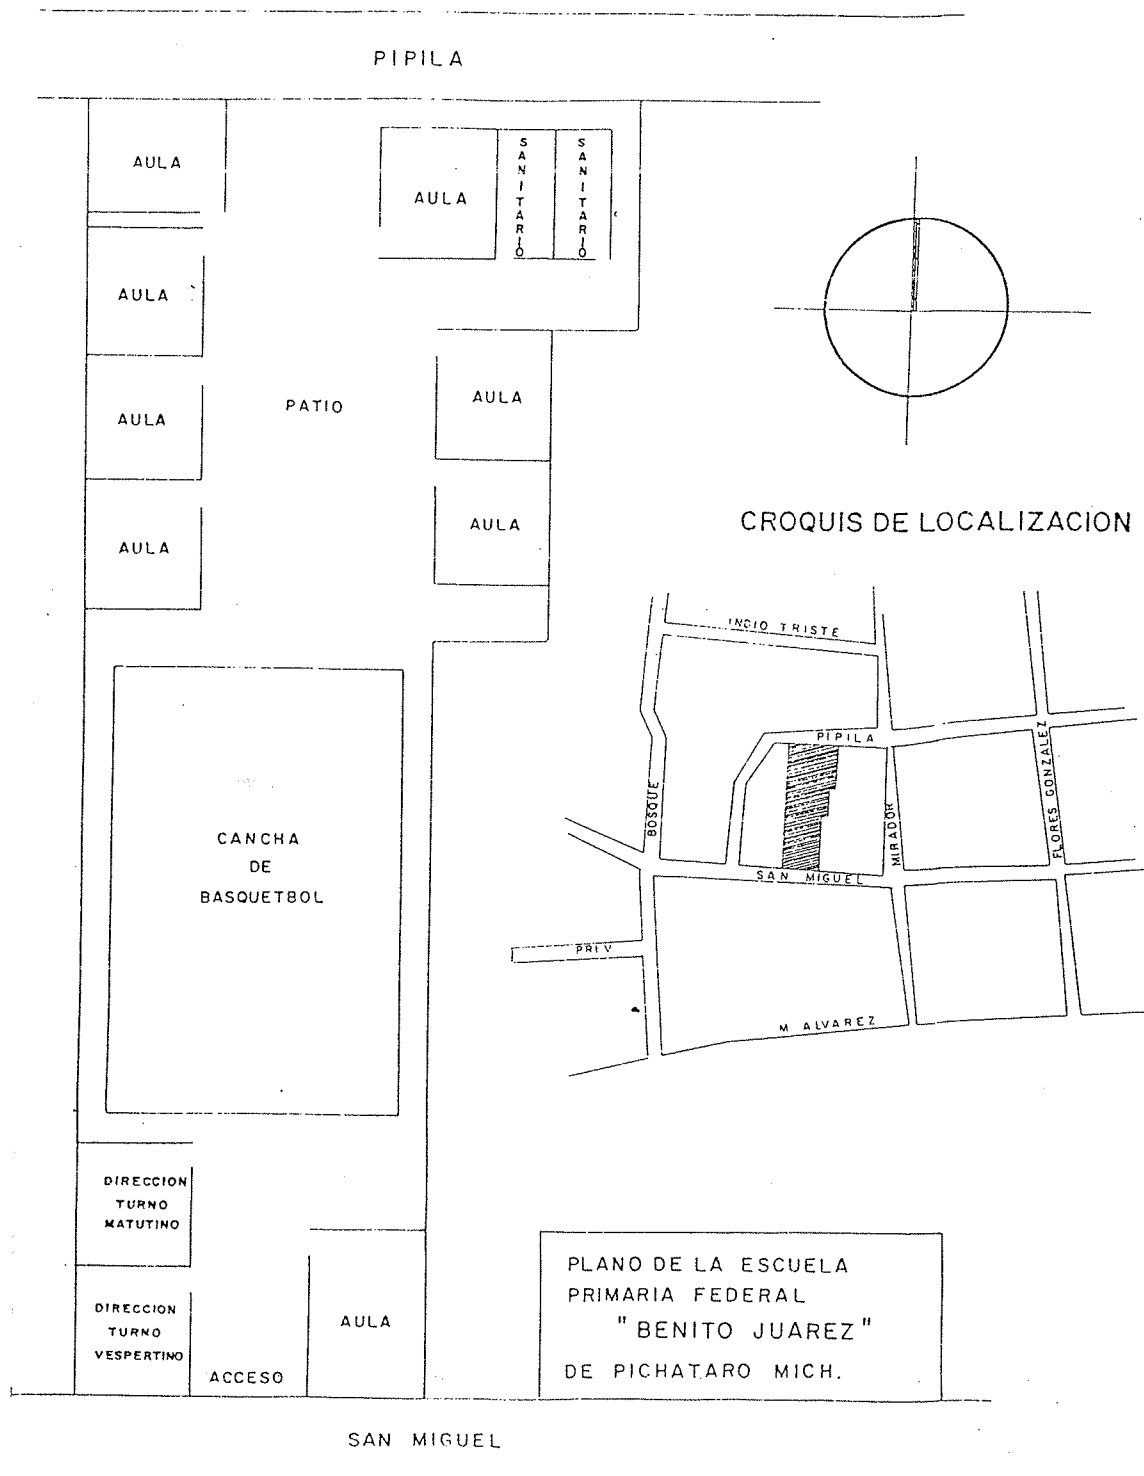 PIPILA
AULA
AULA
SANITARIO
SANITARIO
AULA
AULA
PATIO
AULA
AULA
AULA
AULA
CROQUIS DE LOCALIZACION
INDIO TRISTE
PIPILA
BOSQUE
MIRADOR
FLORES GONZALEZ
SAN MIGUEL
PRIV
M ALVAREZ
CANCHA
DE
BASQUETBOL
DIRECCION
TURNO
MATUTINO
DIRECCION
TURNO
VESPERTINO
ACCESO
AULA
PLANO DE LA ESCUELA
PRIMARIA FEDERAL
"BENITO JUAREZ"
DE PICHATARO MICH.
SAN MIGUEL